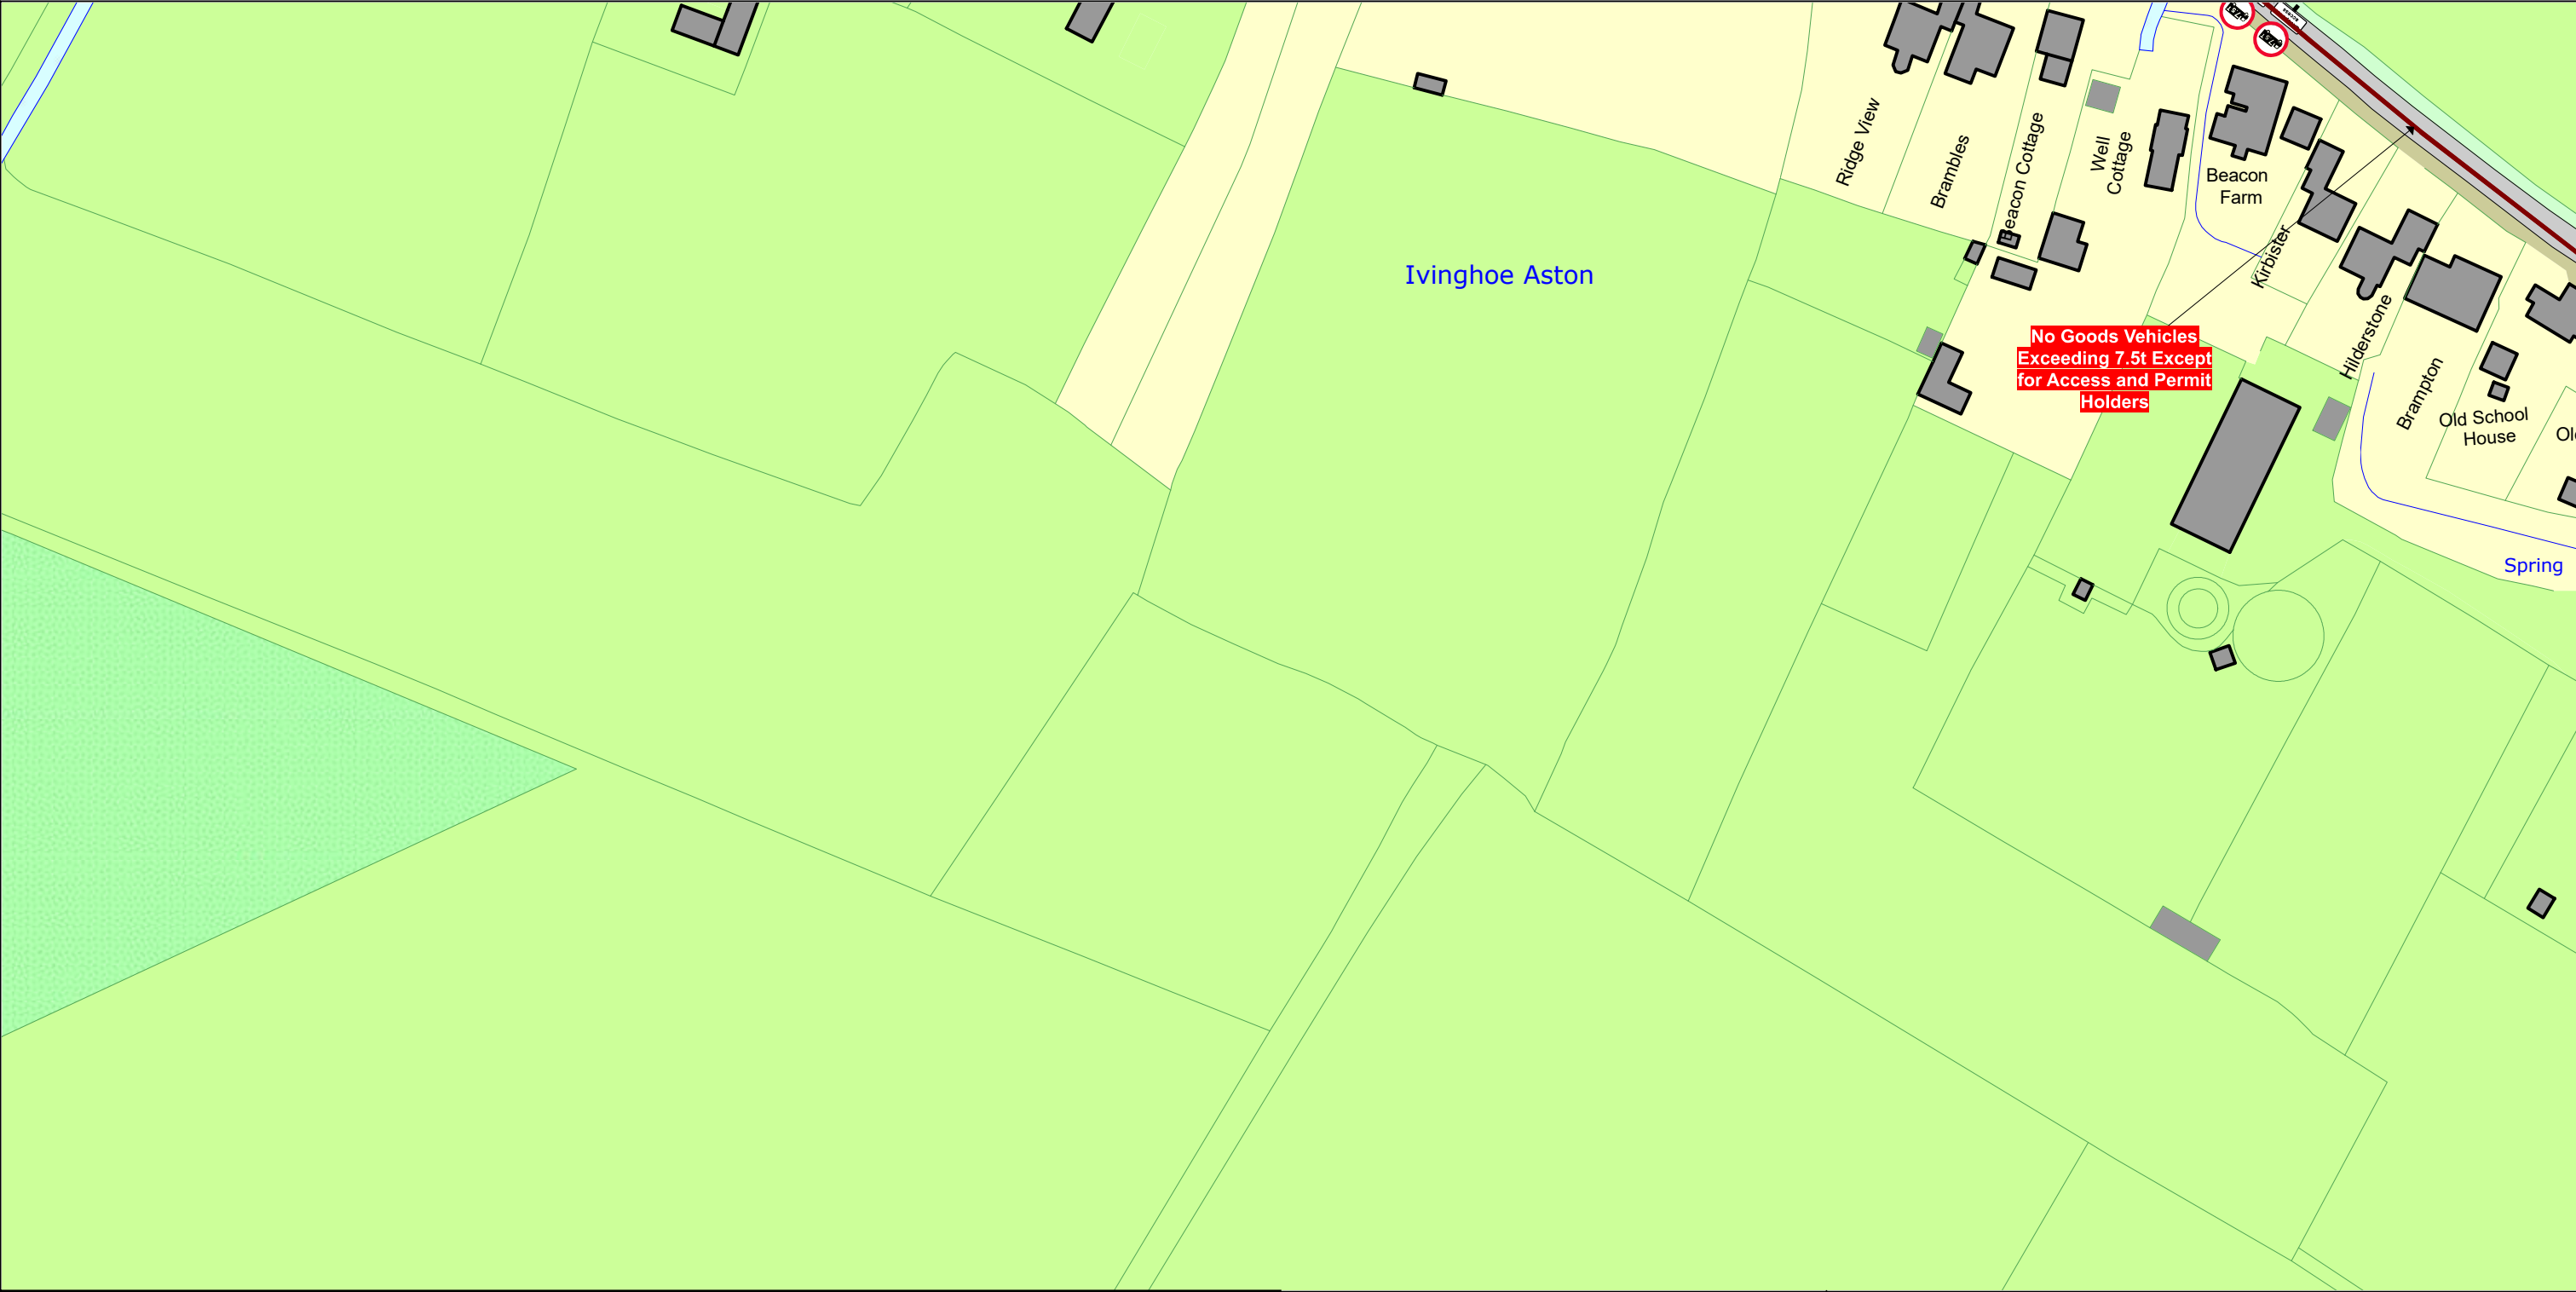 Ridge View
Brambles
Beacon Cottage
Well
Cottage
Beacon
Farm
Kirbister
Ivinghoe Aston
No Goods Vehicles
Exceeding 7.5t Except
for Access and Permit
Holders
Hilderstone
Brampton
Old School
House
Spring